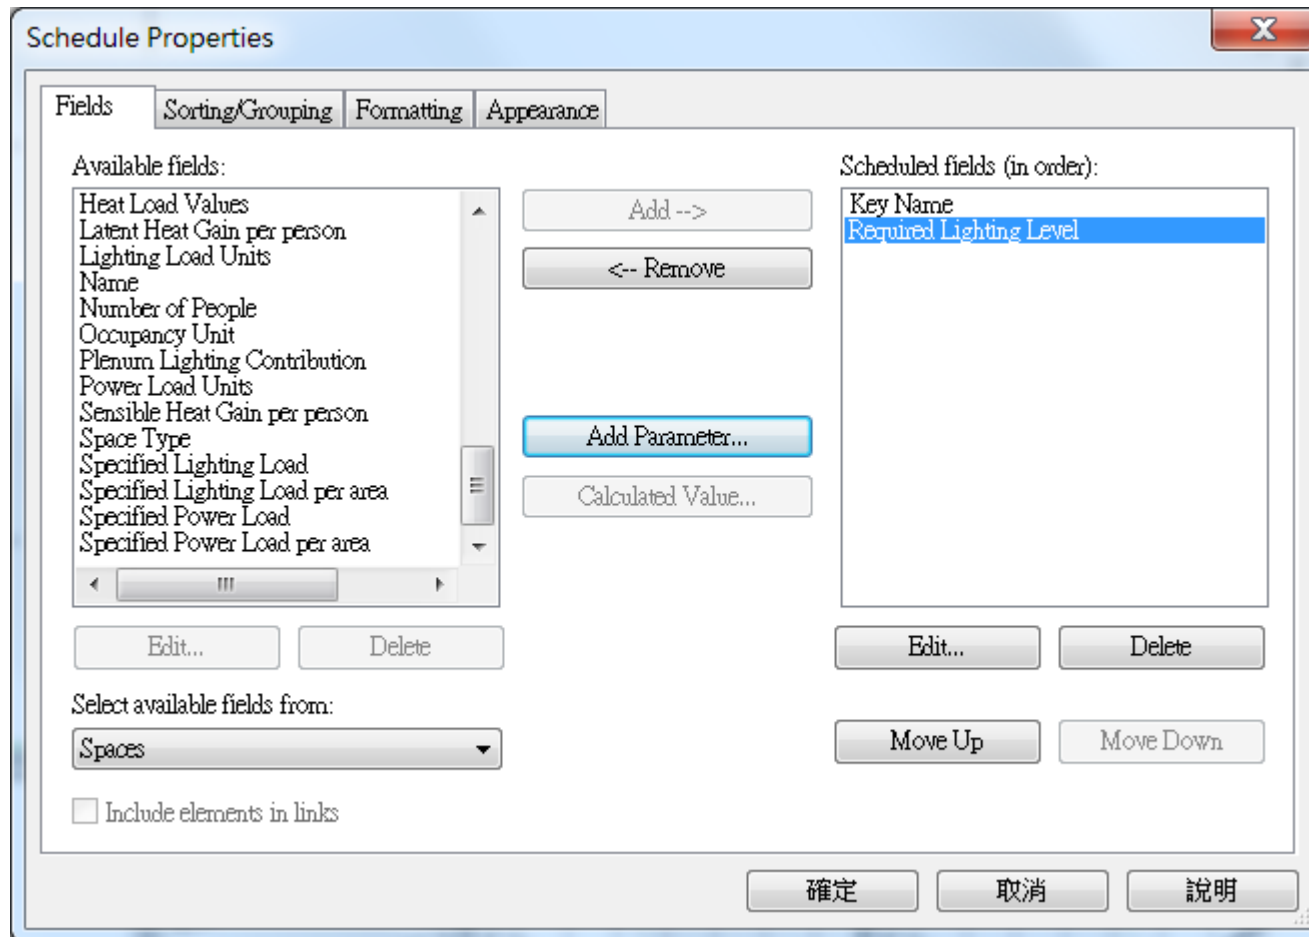 Schedule Properties
Fields
Sorting/Grouping
Formatting
Appearance
Available fields:
Heat Load Values
Latent Heat Gain per person
Lighting Load Units
Name
Number of People
Occupancy Unit
Plenum Lighting Contribution
Power Load Units
Sensible Heat Gain per person
Space Type
Specified Lighting Load
Specified Lighting Load per area
Specified Power Load
Specified Power Load per area
Edit...
Delete
Select available fields from:
Spaces
Include elements in links
Add -->
<-- Remove
Add Parameter...
Calculated Value...
Scheduled fields (in order):
Key Name
Required Lighting Level
Edit...
Delete
Move Up
Move Down
確定
取消
說明